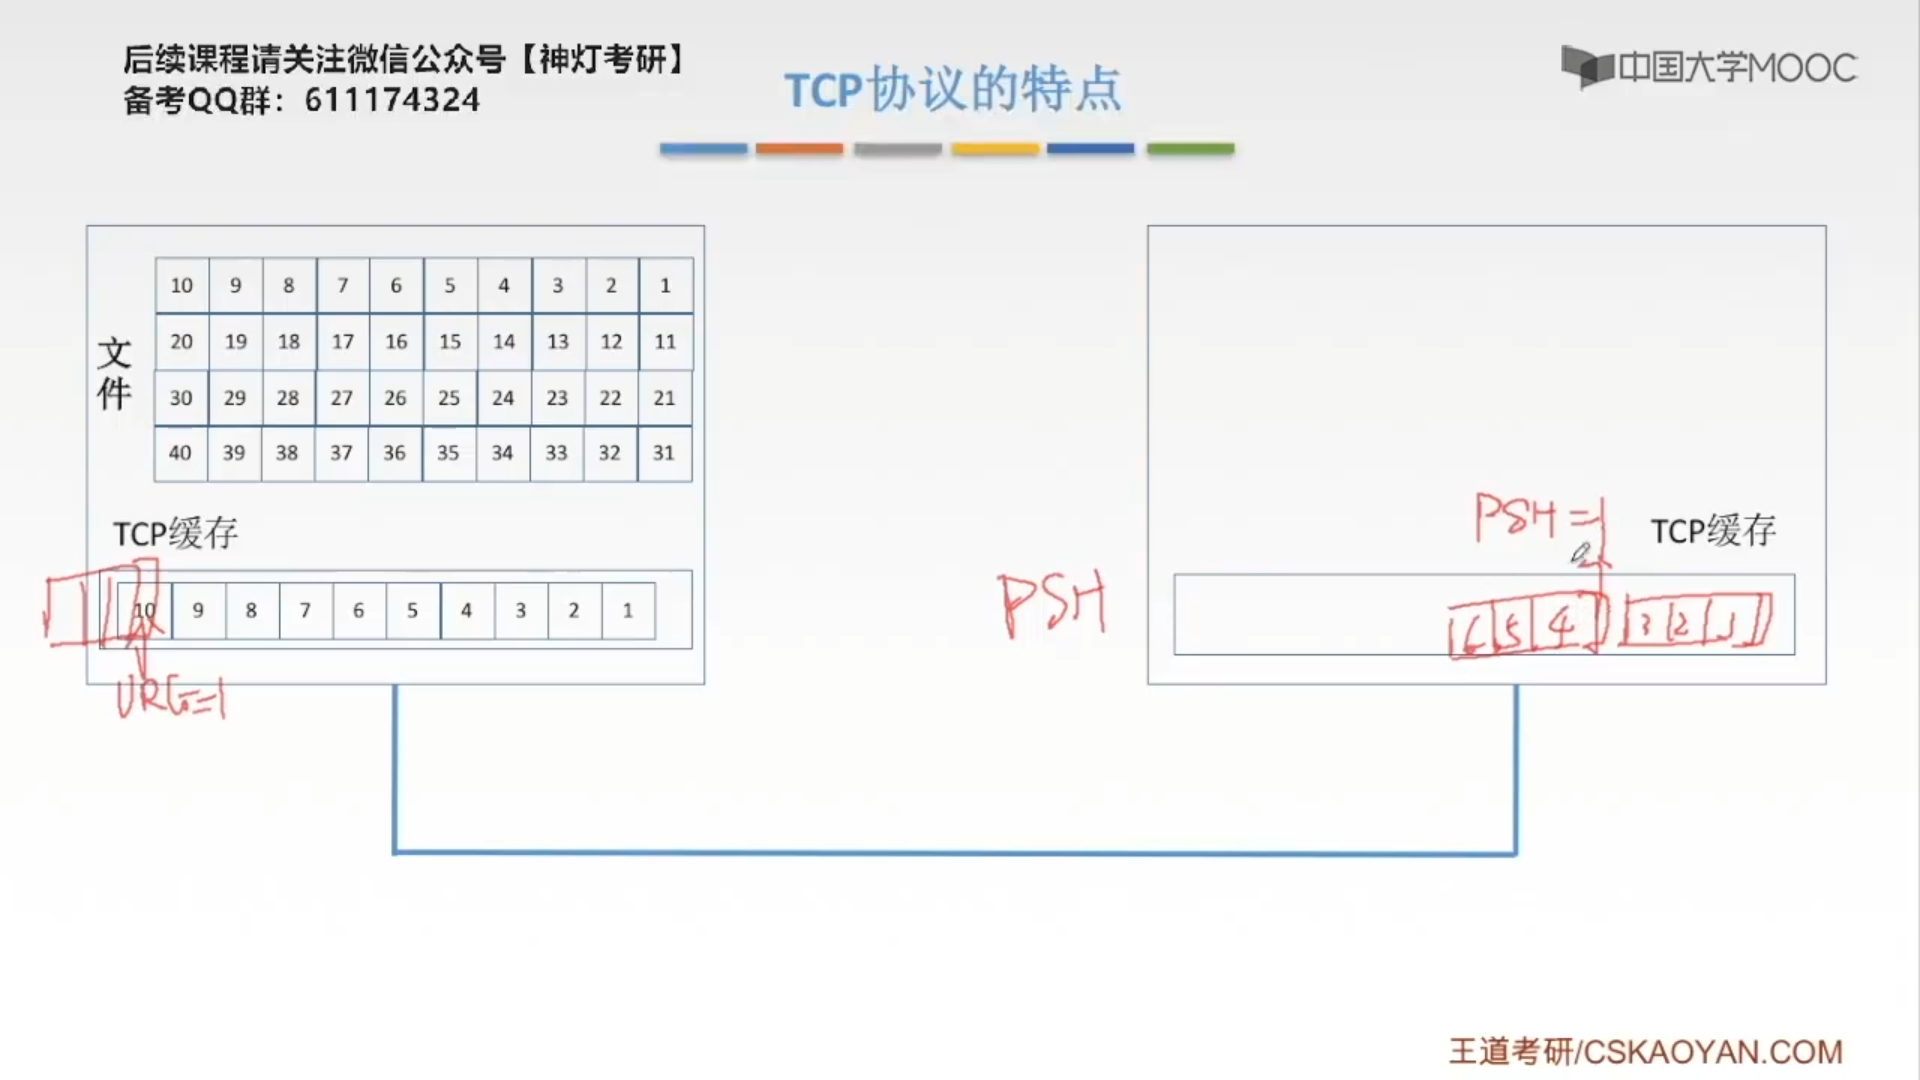 后续课程请关注微信公众号【神灯考研】
备考QQ群：611174324
TCP协议的特点
中国大学MOOC
文件
10 9 8 7 6 5 4 3 2 1
20 19 18 17 16 15 14 13 12 11
30 29 28 27 26 25 24 23 22 21
40 39 38 37 36 35 34 33 32 31
TCP缓存
10 9 8 7 6 5 4 3 2 1
URG=1
PSH
PSH=1
TCP缓存
6 5 4 3 2 1
王道考研/CSKAOYAN.COM